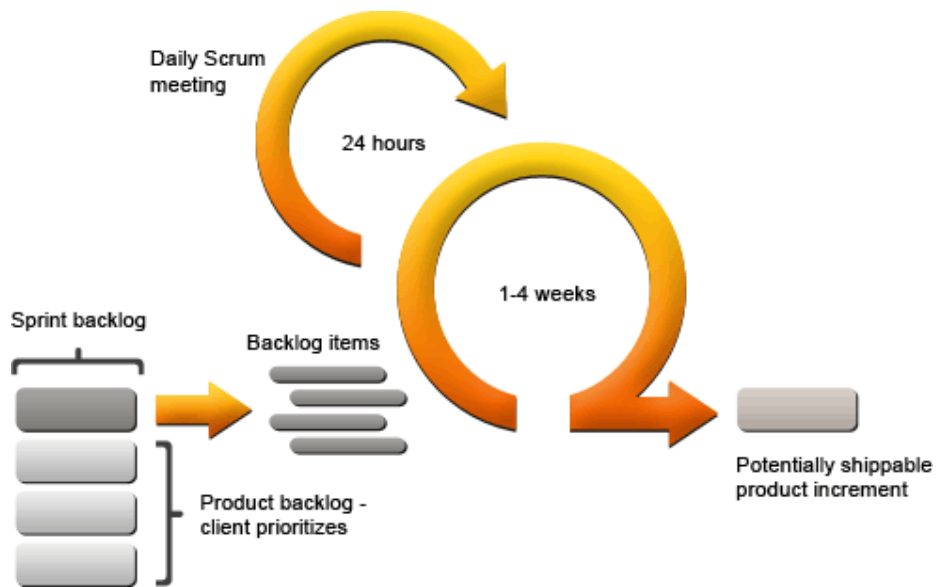 Daily Scrum
meeting
24 hours
1-4 weeks
Sprint backlog
Backlog items
Product backlog -
client prioritizes
Potentially shippable
product increment